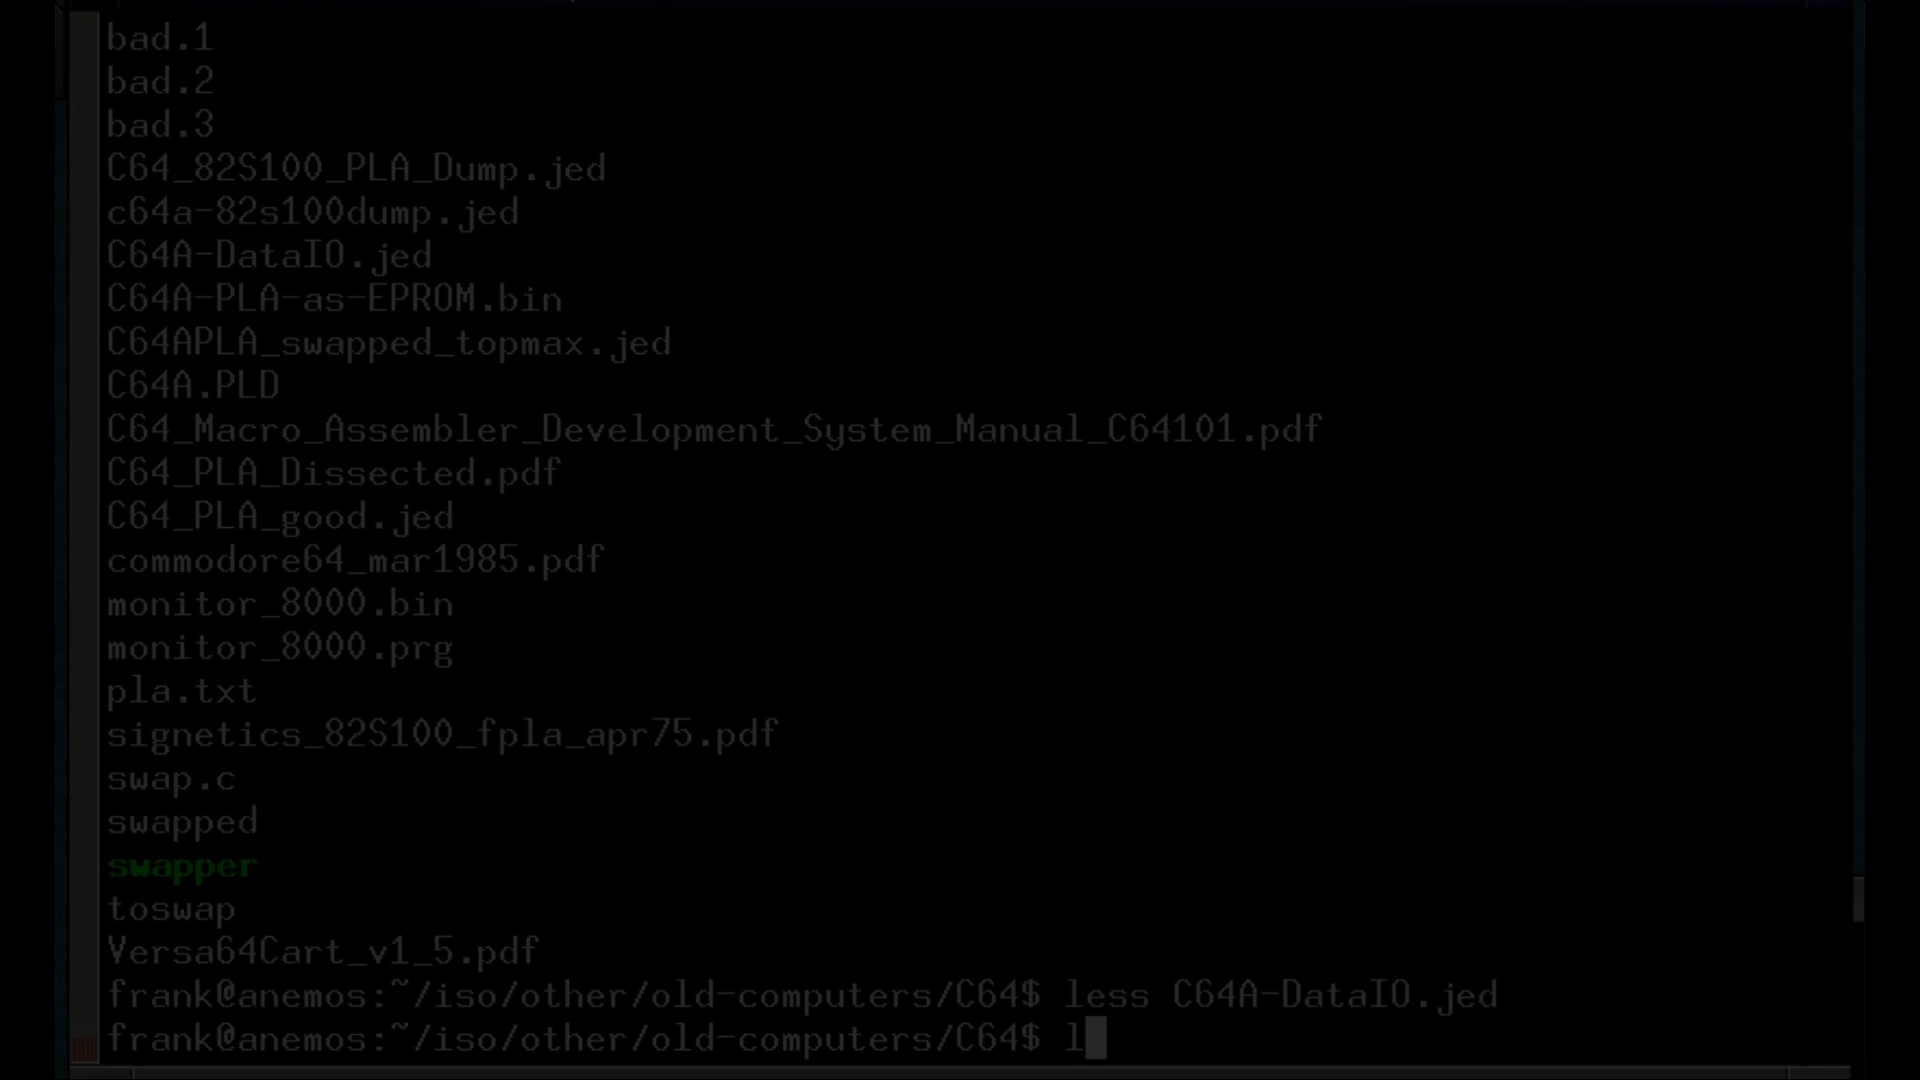 bad.1
bad.2
bad.3
C64_82S100_PLA_Dump.jed
c64a-82s100dump.jed
C64A-DataIO.jed
C64A-PLA-as-EPROM.bin
C64APLA_swapped_topmax.jed
C64A.PLD
C64_Macro_Assembler_Development_System_Manual_C64101.pdf
C64_PLA_Dissected.pdf
C64_PLA_good.jed
commodore64_mar1985.pdf
monitor_8000.bin
monitor_8000.prg
pla.txt
signetics_82S100_fpla_apr75.pdf
swap.c
swapped
swapper
toswap
Versa64Cart_v1_5.pdf
frank@anemos:~/iso/other/old-computers/C64$ less C64A-DataIO.jed
frank@anemos:~/iso/other/old-computers/C64$ l